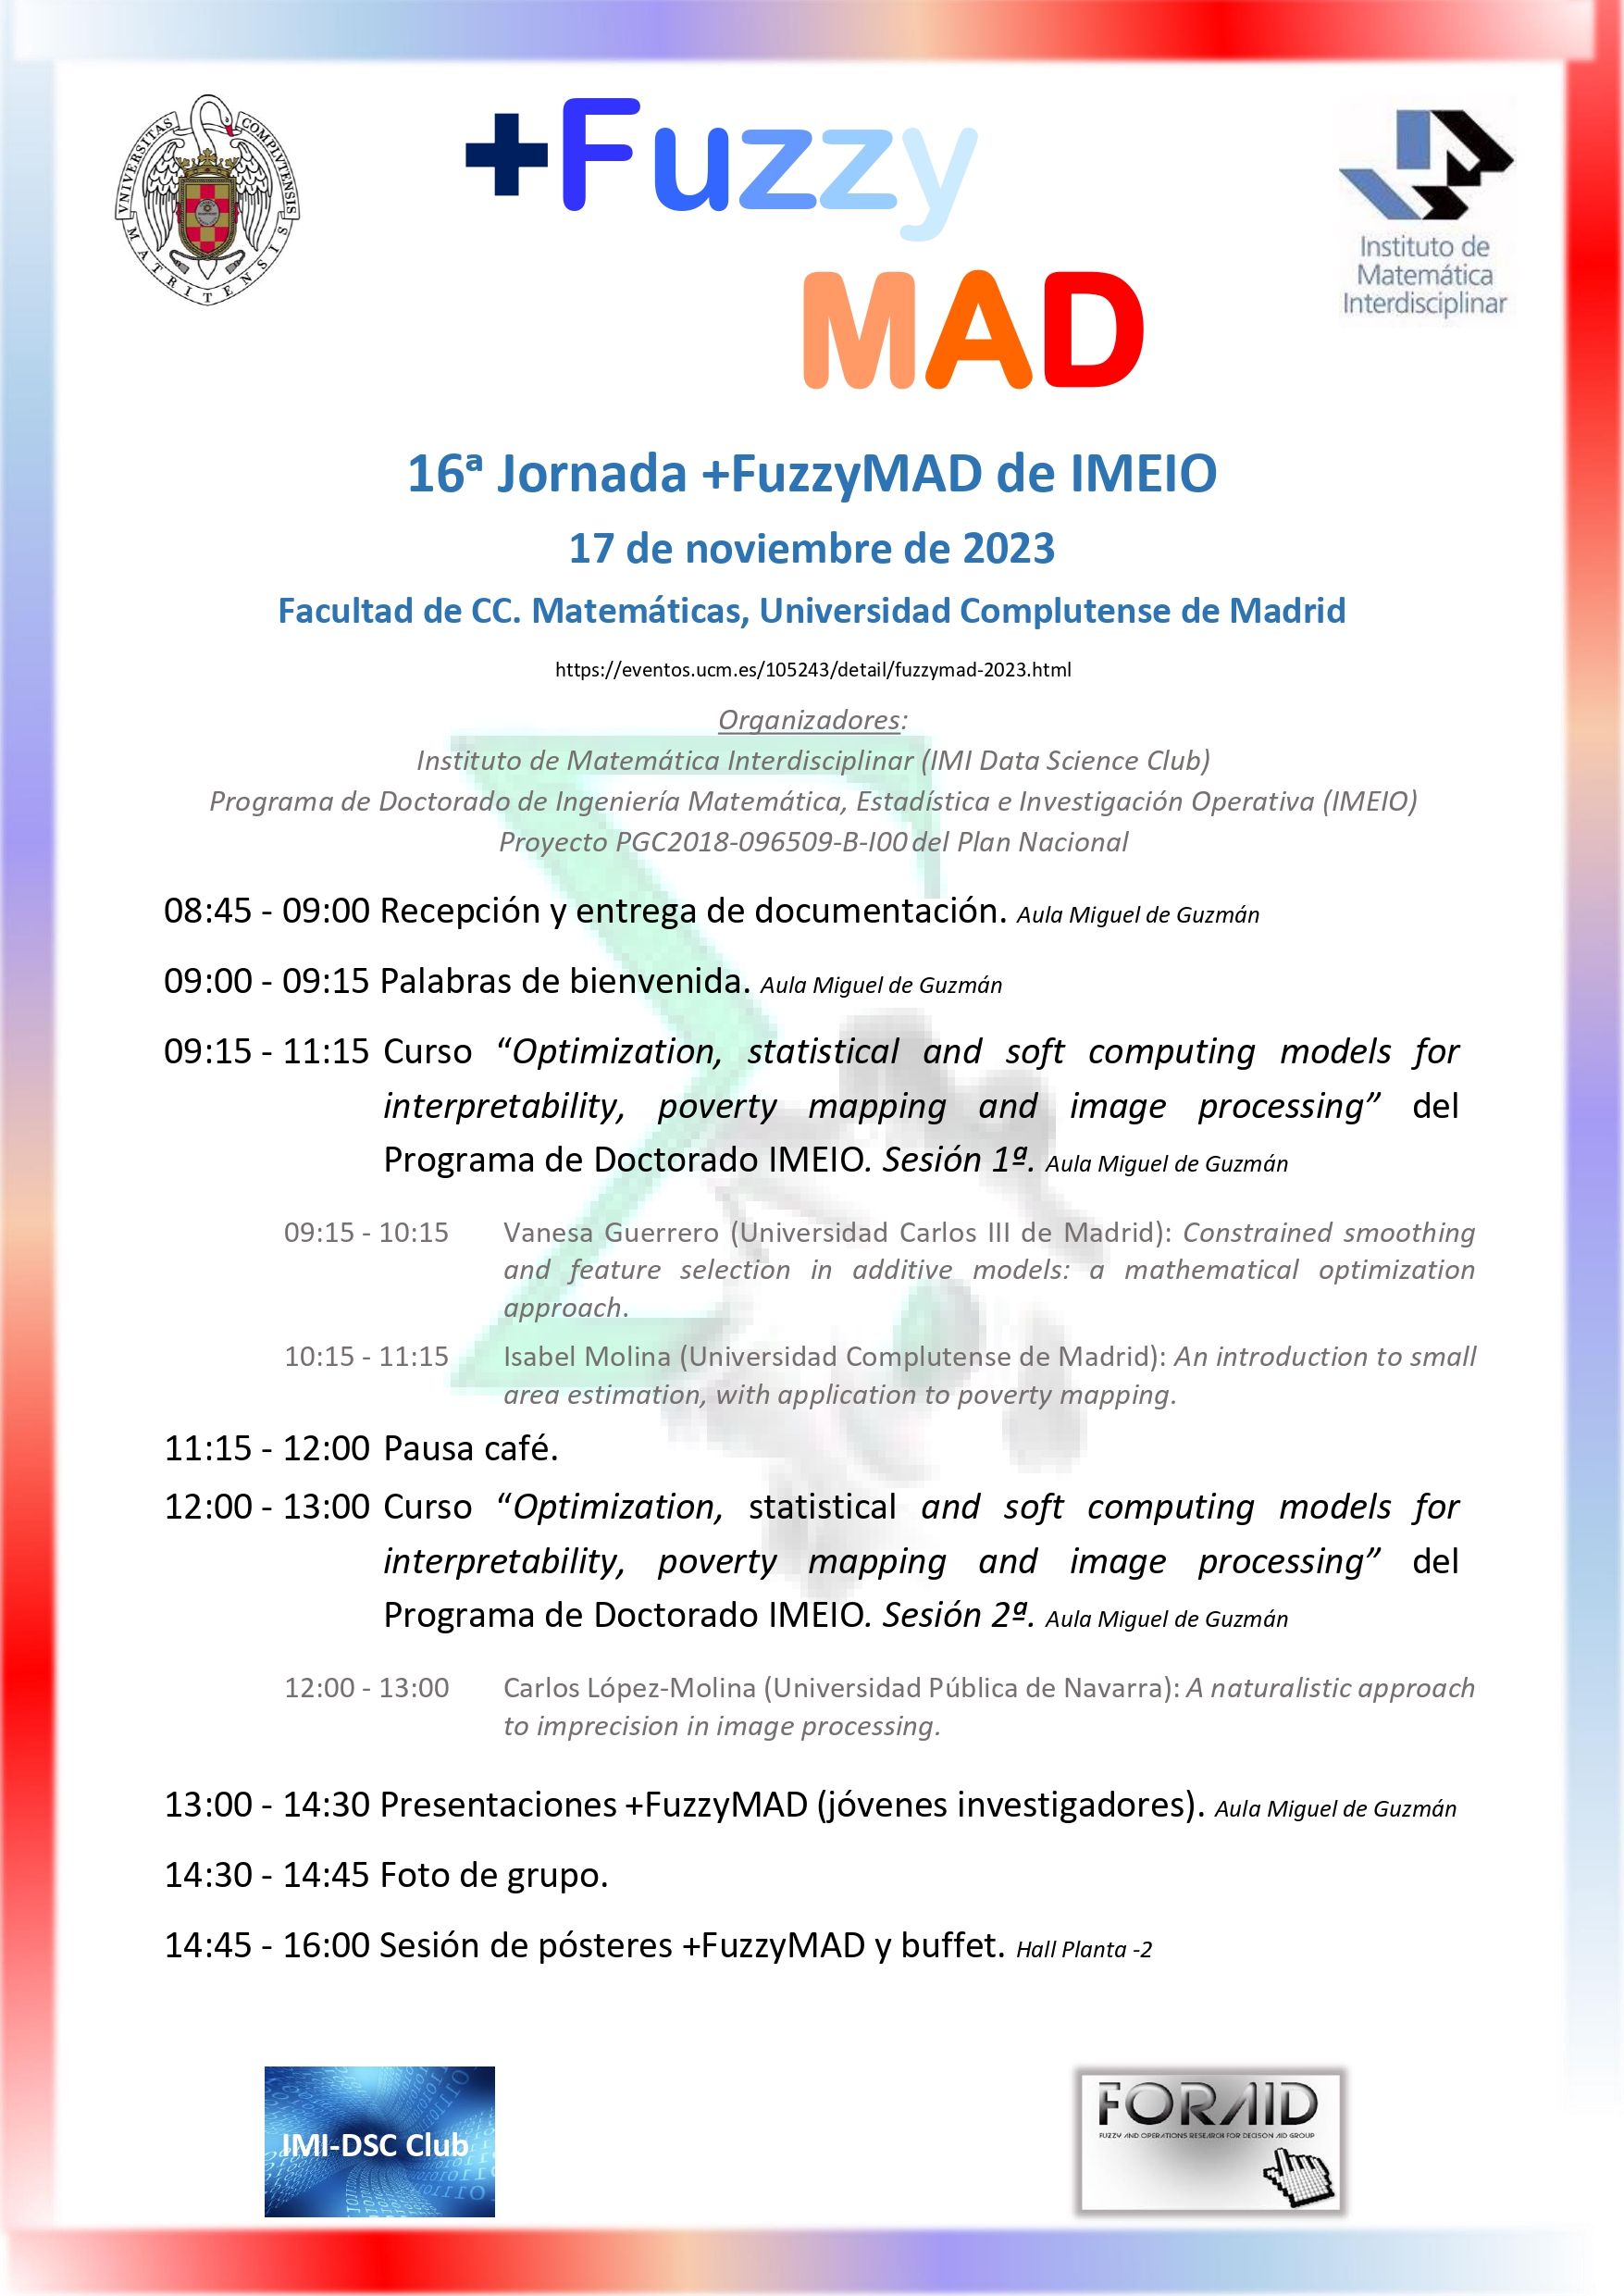 VNIVERSITAS COMPLVTENSIS
MATRITENSIS
+Fuzzy
MAD
Instituto de
Matemática
Interdisciplinar
16ª Jornada +FuzzyMAD de IMEIO
17 de noviembre de 2023
Facultad de CC. Matemáticas, Universidad Complutense de Madrid
https://eventos.ucm.es/105243/detail/fuzzymad-2023.html
Organizadores:
Instituto de Matemática Interdisciplinar (IMI Data Science Club)
Programa de Doctorado de Ingeniería Matemática, Estadística e Investigación Operativa (IMEIO)
Proyecto PGC2018-096509-B-I00 del Plan Nacional
08:45 - 09:00 Recepción y entrega de documentación. Aula Miguel de Guzmán
09:00 - 09:15 Palabras de bienvenida. Aula Miguel de Guzmán
09:15 - 11:15 Curso “Optimization, statistical and soft computing models for
interpretability, poverty mapping and image processing” del
Programa de Doctorado IMEIO. Sesión 1ª. Aula Miguel de Guzmán
09:15 - 10:15 Vanesa Guerrero (Universidad Carlos III de Madrid): Constrained smoothing
and feature selection in additive models: a mathematical optimization
approach.
10:15 - 11:15 Isabel Molina (Universidad Complutense de Madrid): An introduction to small
area estimation, with application to poverty mapping.
11:15 - 12:00 Pausa café.
12:00 - 13:00 Curso “Optimization, statistical and soft computing models for
interpretability, poverty mapping and image processing” del
Programa de Doctorado IMEIO. Sesión 2ª. Aula Miguel de Guzmán
12:00 - 13:00 Carlos López-Molina (Universidad Pública de Navarra): A naturalistic approach
to imprecision in image processing.
13:00 - 14:30 Presentaciones +FuzzyMAD (jóvenes investigadores). Aula Miguel de Guzmán
14:30 - 14:45 Foto de grupo.
14:45 - 16:00 Sesión de pósteres +FuzzyMAD y buffet. Hall Planta -2
IMI-DSC Club
FORAID
FUZZY AND OPERATIONS RESEARCH FOR DECISON AID GROUP